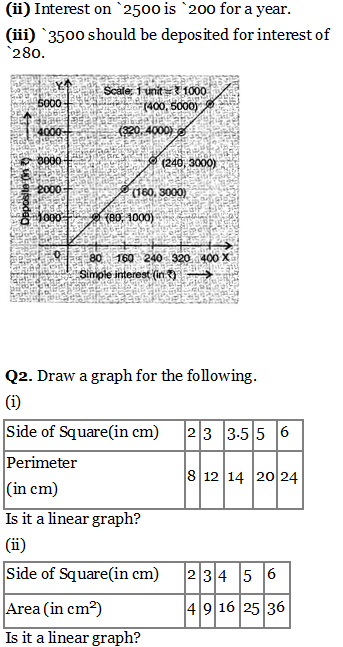 (ii) Interest on `2500 is `200 for a year.
(iii) `3500 should be deposited for interest of
`280.
Y
Scale: 1 unit = ₹ 1000
5000
(400, 5000)
4000
(320, 4000)
3000
(240, 3000)
2000
(160, 3000)
1000
(80, 1000)
Deposite (in ₹)
0 80 160 240 320 400 X
Simple interest (in ₹)
Q2. Draw a graph for the following.
(i)
Side of Square(in cm) 2 3 3.5 5 6
Perimeter
(in cm) 8 12 14 20 24
Is it a linear graph?
(ii)
Side of Square(in cm) 2 3 4 5 6
Area (in cm²) 4 9 16 25 36
Is it a linear graph?